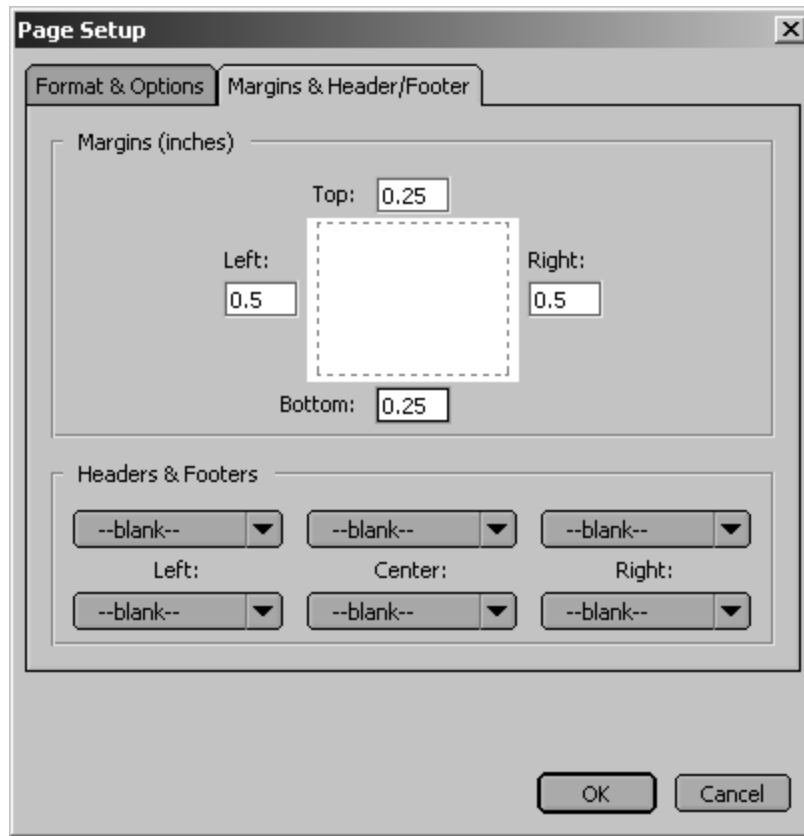 Page Setup
Format & Options Margins & Header/Footer
Margins (inches)
Top: 0.25
Left: Right:
0.5 0.5
Bottom: 0.25
Headers & Footers
--blank-- --blank-- --blank--
Left: Center: Right:
--blank-- --blank-- --blank--
OK Cancel